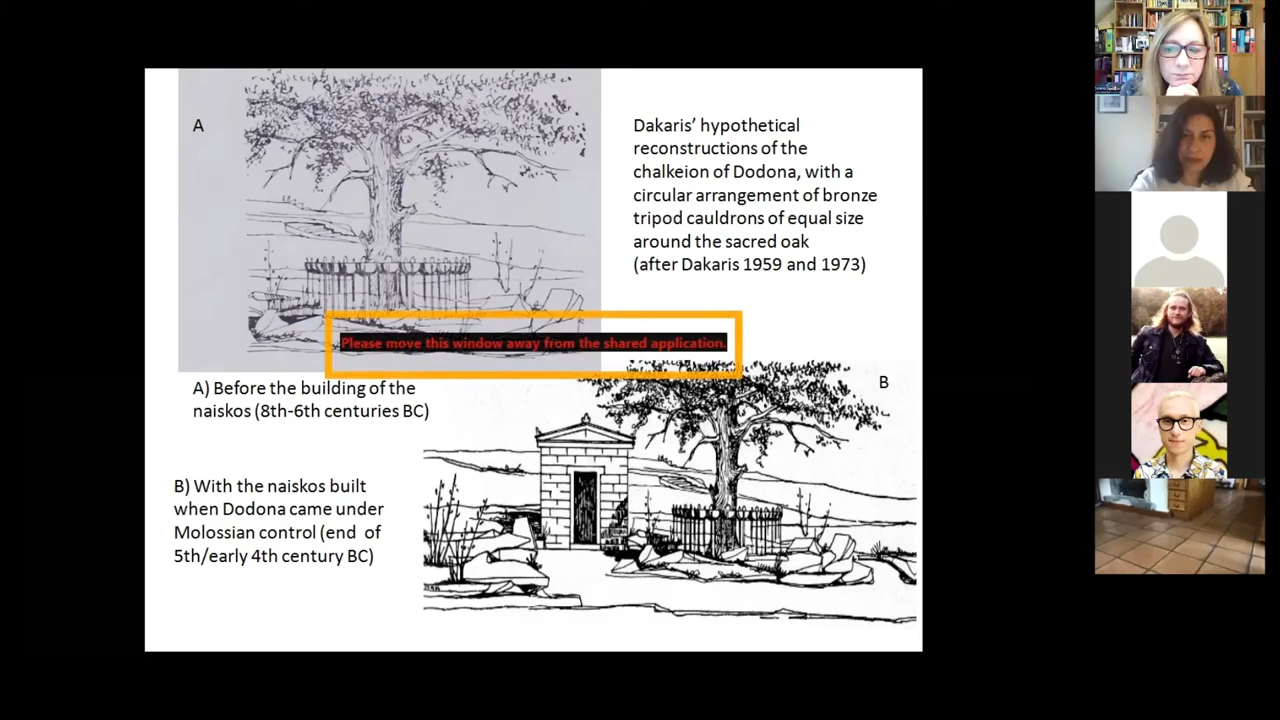 A
Dakaris’ hypothetical
reconstructions of the
chalkeion of Dodona, with a
circular arrangement of bronze
tripod cauldrons of equal size
around the sacred oak
(after Dakaris 1959 and 1973)
Please move this window away from the shared application.
A) Before the building of the
naiskos (8th-6th centuries BC)
B
B) With the naiskos built
when Dodona came under
Molossian control (end of
5th/early 4th century BC)